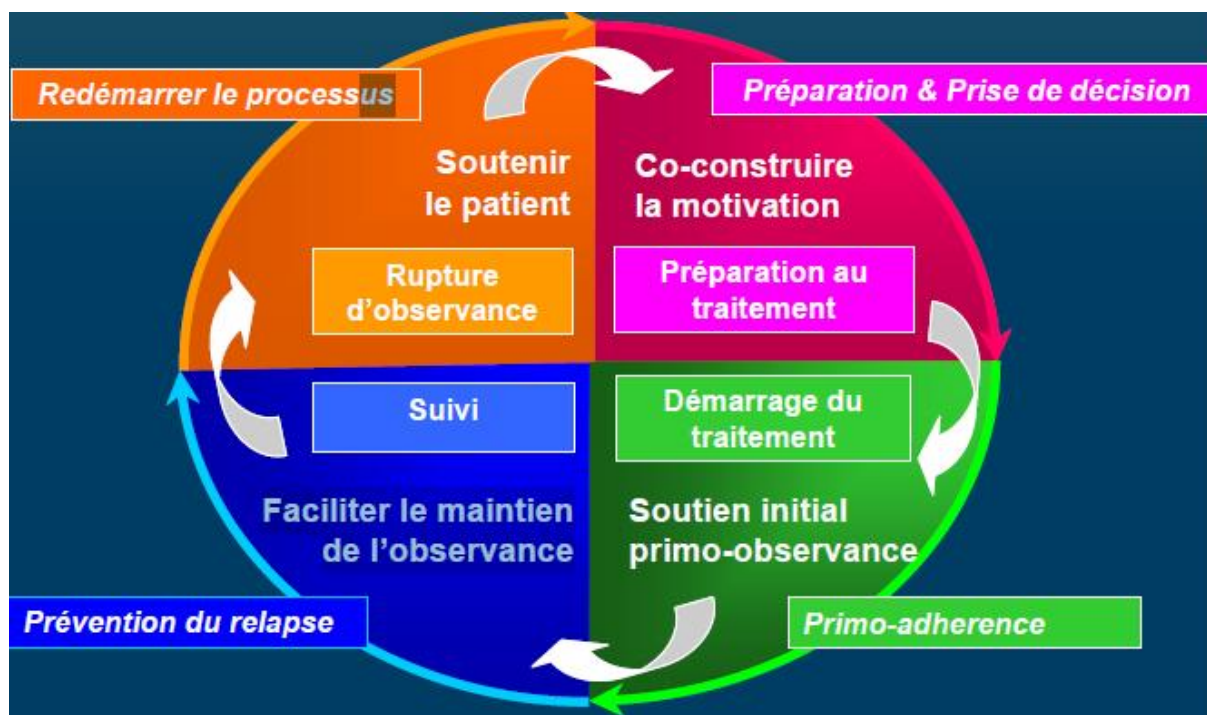 Redémarrer le processus
Préparation & Prise de décision
Soutenir
le patient
Co-construire
la motivation
Rupture
d’observance
Préparation au
traitement
Suivi
Démarrage du
traitement
Faciliter le maintien
de l’observance
Soutien initial
primo-observance
Prévention du relapse
Primo-adherence